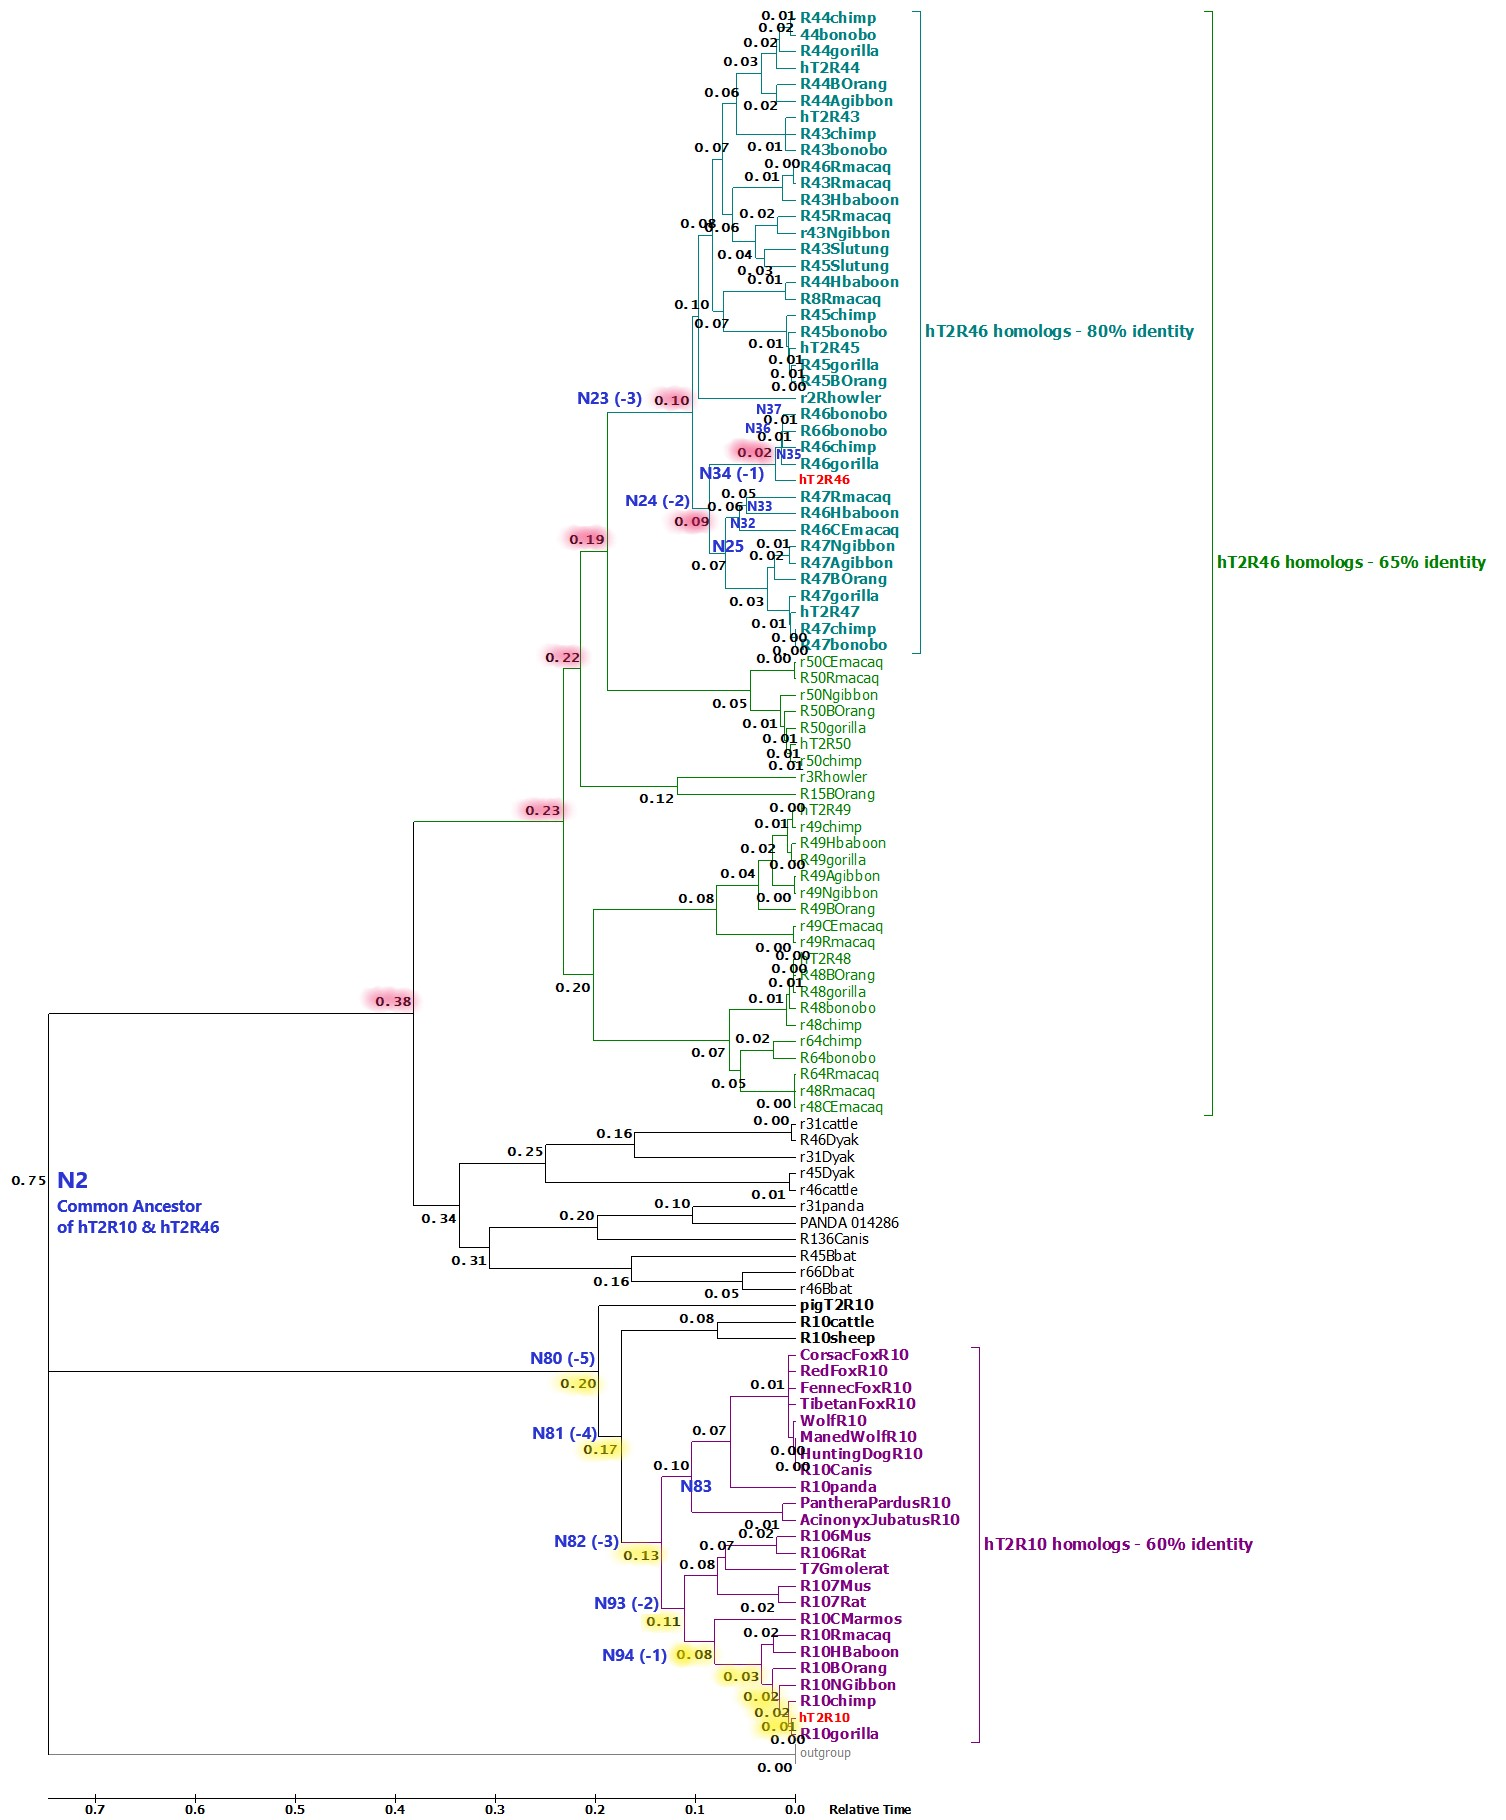 0.01
R44chimp
0.02
44bonobo
0.02
R44gorilla
0.03
hT2R44
R44BOrang
0.06
0.02
R44Agibbon
hT2R43
R43chimp
0.07
0.01
R43bonobo
0.00
R46Rmacaq
0.01
R43Rmacaq
R43Hbaboon
0.02
R45Rmacaq
0.08
0.06
r43Ngibbon
0.04
R43Slutung
0.03
R45Slutung
0.01
R44Hbaboon
R8Rmacaq
0.10
0.07
R45chimp
R45bonobo
hT2R46 homologs - 80% identity
0.01
hT2R45
0.01
R45gorilla
0.01
R45BOrang
0.00
N23 (-3)
0.10
r2Rhowler
N37
R46bonobo
0.01
N36
R66bonobo
0.01
R46chimp
0.02
N35
R46gorilla
N34 (-1)
hT2R46
N24 (-2)
0.05
R47Rmacaq
0.06
N33
R46Hbaboon
0.09
N32
R46CEmacaq
0.19
N25
0.01
R47Ngibbon
0.02
R47Agibbon
0.07
hT2R46 homologs - 65% identity
R47BOrang
0.03
R47gorilla
hT2R47
0.01
R47chimp
0.00
R47bonobo
0.00
0.22
0.00
r50CEmacaq
R50Rmacaq
0.05
r50Ngibbon
R50BOrang
0.01
R50gorilla
0.01
hT2R50
0.01
r50chimp
0.01
r3Rhowler
0.12
R15BOrang
0.23
0.00
hT2R49
0.01
r49chimp
0.02
R49Hbaboon
0.00
R49gorilla
0.04
R49Agibbon
0.08
0.00
r49Ngibbon
R49BOrang
r49CEmacaq
0.00
r49Rmacaq
0.00
hT2R48
0.00
R48BOrang
0.20
0.01
R48gorilla
0.38
0.01
R48bonobo
r48chimp
0.02
r64chimp
0.07
R64bonobo
R64Rmacaq
0.05
r48Rmacaq
0.00
r48CEmacaq
0.00
r31cattle
0.16
R46Dyak
0.25
r31Dyak
r45Dyak
0.01
r46cattle
0.75
N2
Common Ancestor
of hT2R10 & hT2R46
0.10
r31panda
0.34
0.20
PANDA 014286
R136Canis
0.31
R45Bbat
0.16
r66Dbat
0.05
r46Bbat
pigT2R10
0.08
R10cattle
R10sheep
N80 (-5)
CorsacFoxR10
RedFoxR10
0.20
0.01
FennecFoxR10
TibetanFoxR10
WolfR10
N81 (-4)
0.07
ManedWolfR10
0.17
0.00
HuntingDogR10
0.10
0.00
R10Canis
N83
R10panda
PantheraPardusR10
0.01
AcinonyxJubatusR10
N82 (-3)
0.02
R106Mus
hT2R10 homologs - 60% identity
0.13
0.07
R106Rat
0.08
T7Gmolerat
R107Mus
N93 (-2)
0.02
R107Rat
0.11
R10CMarmos
0.02
R10Rmacaq
N94 (-1)
0.08
R10HBaboon
0.03
R10BOrang
0.02
R10NGibbon
0.02
R10chimp
0.01
hT2R10
0.00
R10gorilla
outgroup
0.00
0.7 0.6 0.5 0.4 0.3 0.2 0.1 0.0 Relative Time